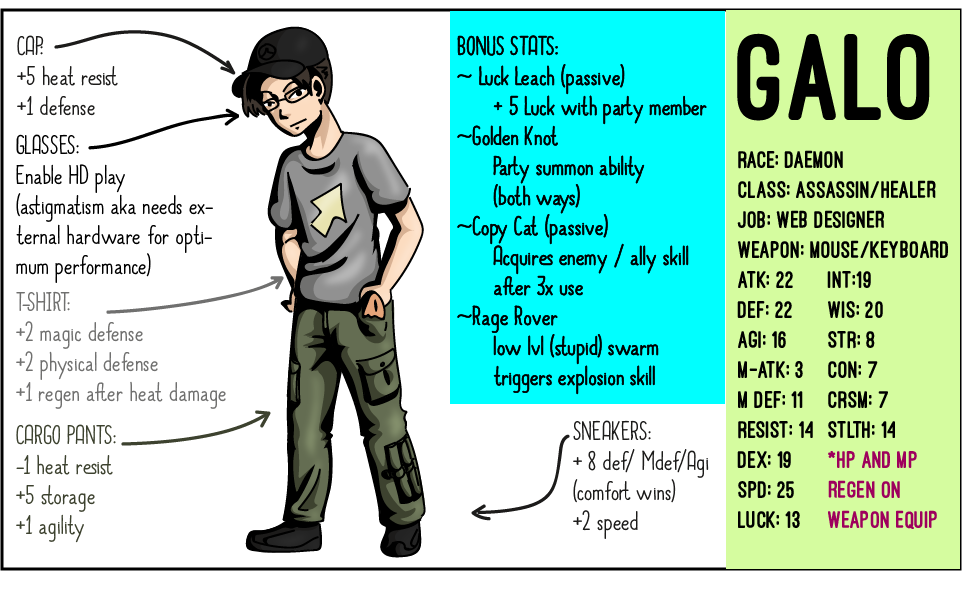 CAP:
+5 heat resist
+1 defense
GLASSES:
Enable HD play
(astigmatism aka needs ex-
ternal hardware for opti-
mum performance)
T-SHIRT:
+2 magic defense
+2 physical defense
+1 regen after heat damage
CARGO PANTS:
-1 heat resist
+5 storage
+1 agility
BONUS STATS:
~ Luck Leach (passive)
+ 5 Luck with party member
~Golden Knot
Party summon ability
(both ways)
~Copy Cat (passive)
Acquires enemy / ally skill
after 3x use
~Rage Rover
low lvl (stupid) swarm
triggers explosion skill
SNEAKERS:
+ 8 def/ Mdef/Agi
(comfort wins)
+2 speed
GALO
RACE: DAEMON
CLASS: ASSASSIN/HEALER
JOB: WEB DESIGNER
WEAPON: MOUSE/KEYBOARD
ATK: 22 INT:19
DEF: 22 WIS: 20
AGI: 16 STR: 8
M-ATK: 3 CON: 7
M DEF: 11 CRSM: 7
RESIST: 14 STLTH: 14
DEX: 19 *HP AND MP
SPD: 25 REGEN ON
LUCK: 13 WEAPON EQUIP